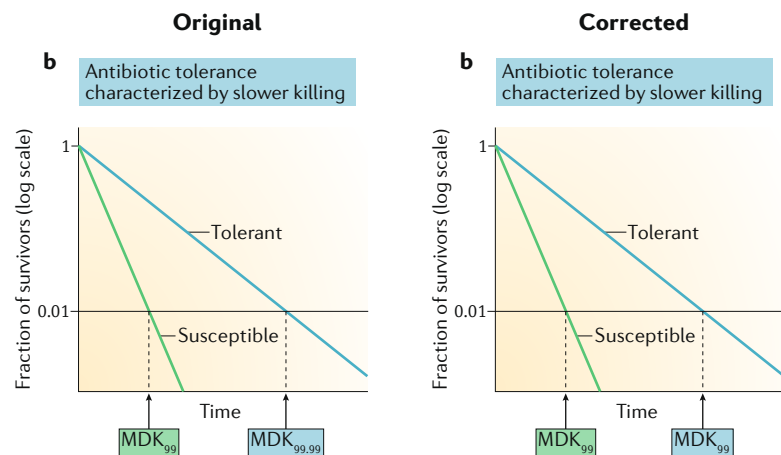 Original
b
Antibiotic tolerance
characterized by slower killing
Fraction of survivors (log scale)
1
0.01
Tolerant
Susceptible
Time
MDK99
MDK99.99
Corrected
b
Antibiotic tolerance
characterized by slower killing
Fraction of survivors (log scale)
1
0.01
Tolerant
Susceptible
Time
MDK99
MDK99